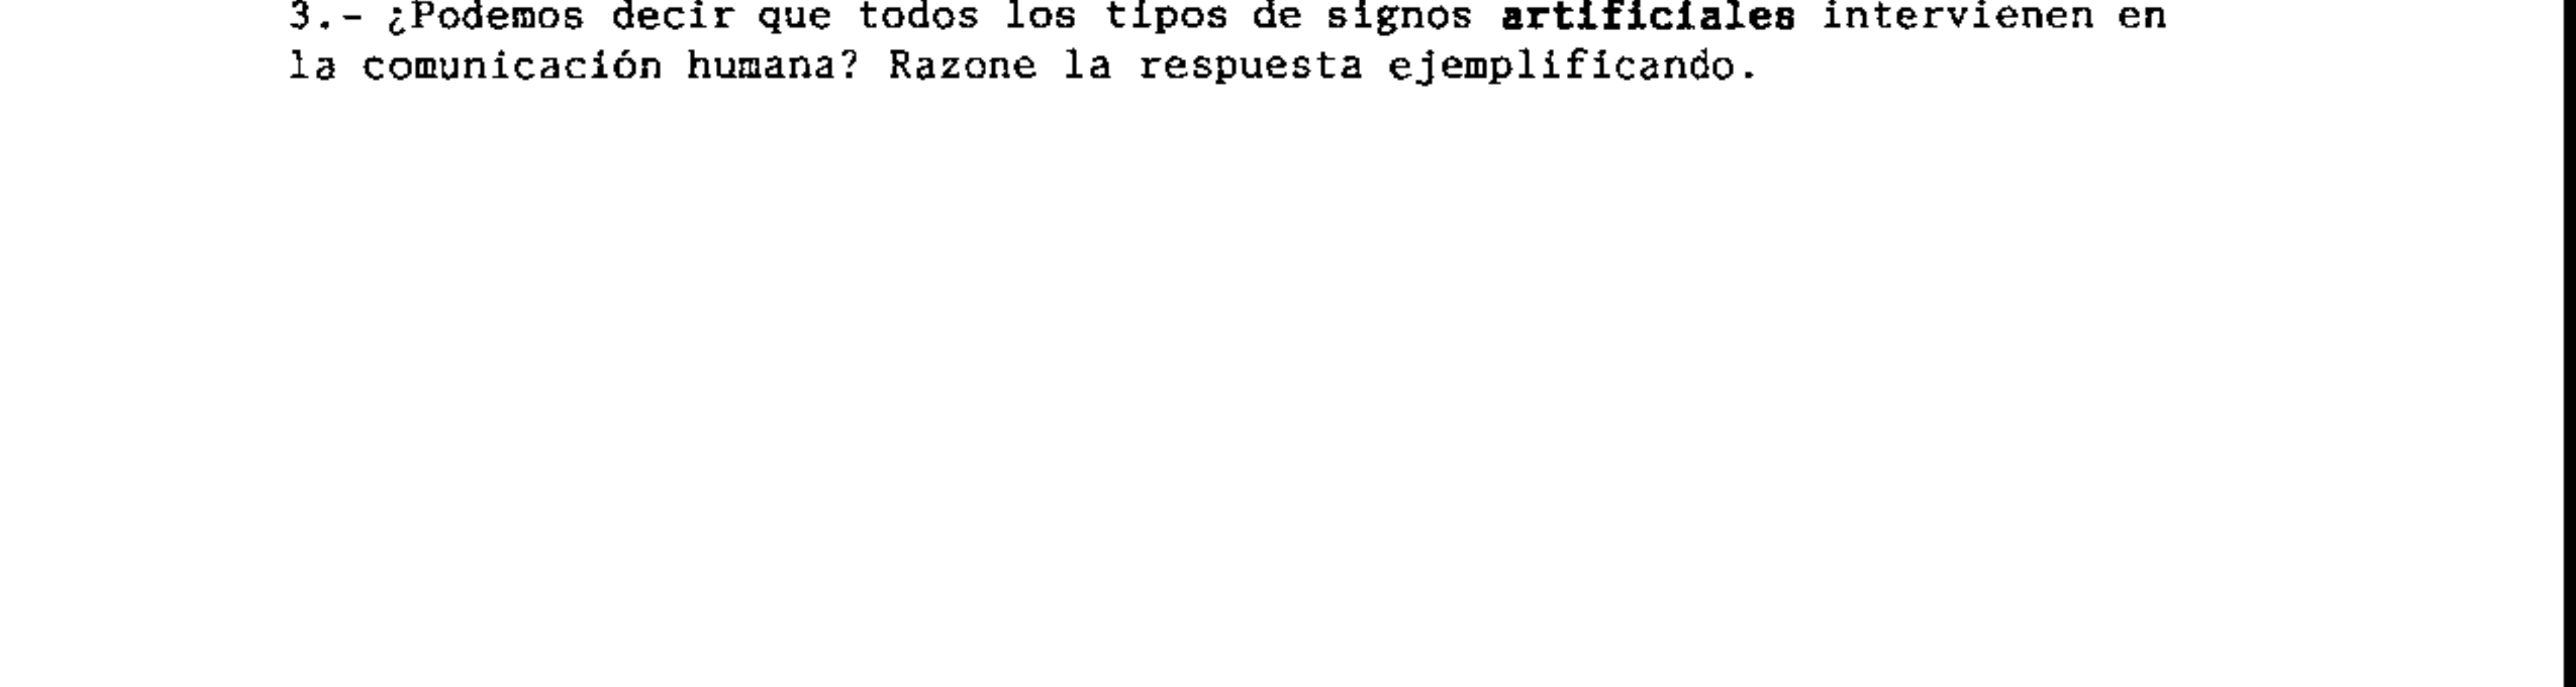 3.- ¿Podemos decir que todos los tipos de signos artificiales intervienen en
la comunicación humana? Razone la respuesta ejemplificando.